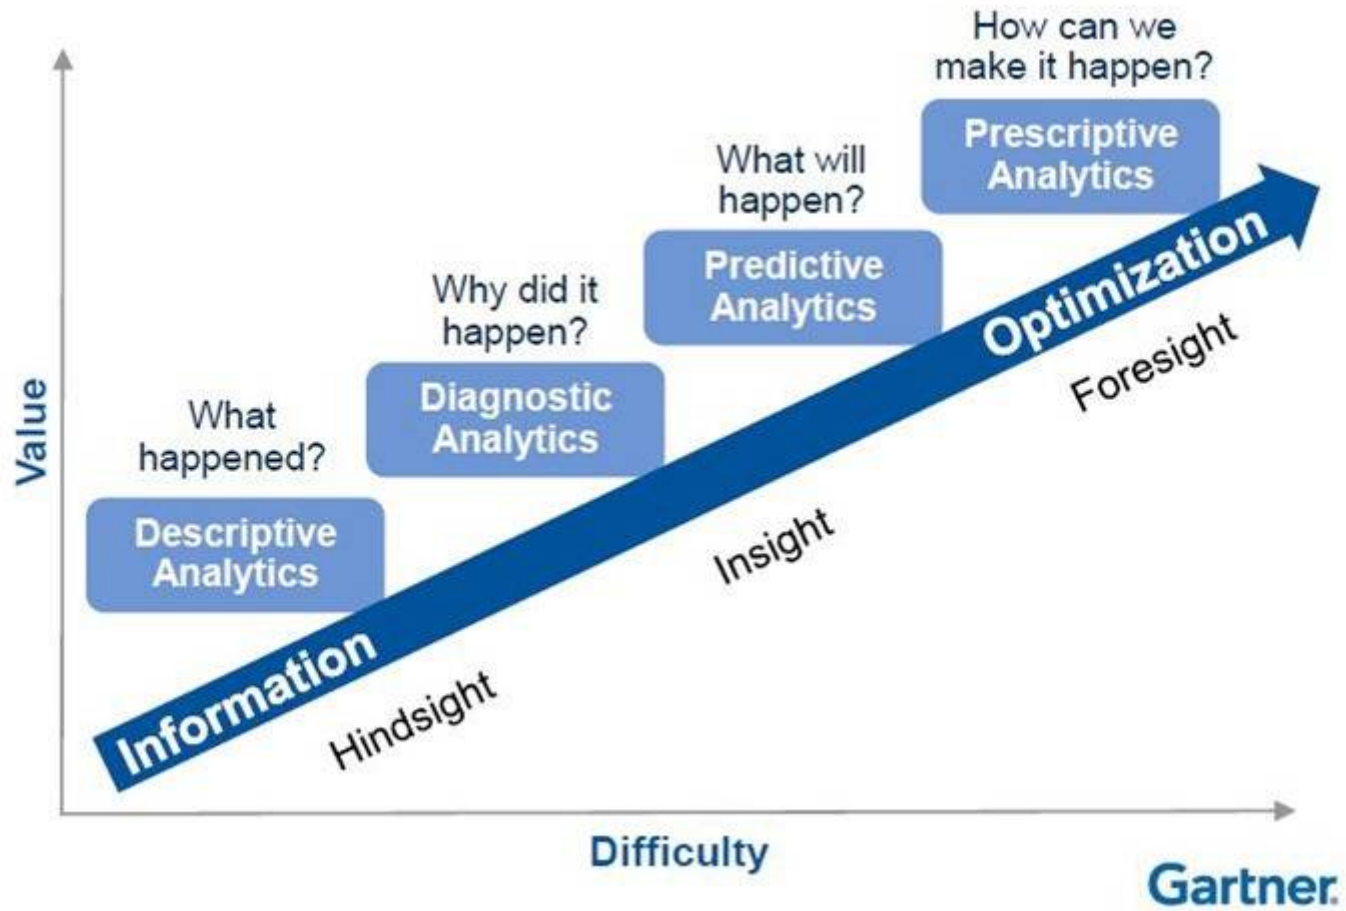 How can we
make it happen?
Prescriptive
Analytics
What will
happen?
Predictive
Analytics
Why did it
happen?
Diagnostic
Analytics
What
happened?
Descriptive
Analytics
Value
Information
Optimization
Hindsight
Insight
Foresight
Difficulty
Gartner.